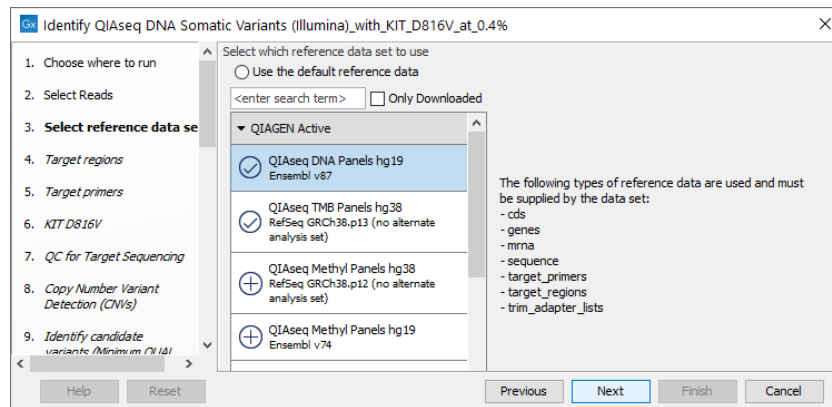 Gx Identify QIAseq DNA Somatic Variants (Illumina)_with_KIT_D816V_at_0.4%
1. Choose where to run
2. Select Reads
3. Select reference data se
4. Target regions
5. Target primers
6. KIT D816V
7. QC for Target Sequencing
8. Copy Number Variant
Detection (CNVs)
9. Identify candidate
variants (Minimum QUAL
Select which reference data set to use
Use the default reference data
<enter search term> Only Downloaded
QIAGEN Active
QIAseq DNA Panels hg19
Ensembl v87
QIAseq TMB Panels hg38
RefSeq GRCh38.p13 (no alternate
analysis set)
QIAseq Methyl Panels hg38
RefSeq GRCh38.p12 (no alternate
analysis set)
QIAseq Methyl Panels hg19
Ensembl v74
The following types of reference data are used and must
be supplied by the data set:
- cds
- genes
- mrna
- sequence
- target_primers
- target_regions
- trim_adapter_lists
Help Reset Previous Next Finish Cancel